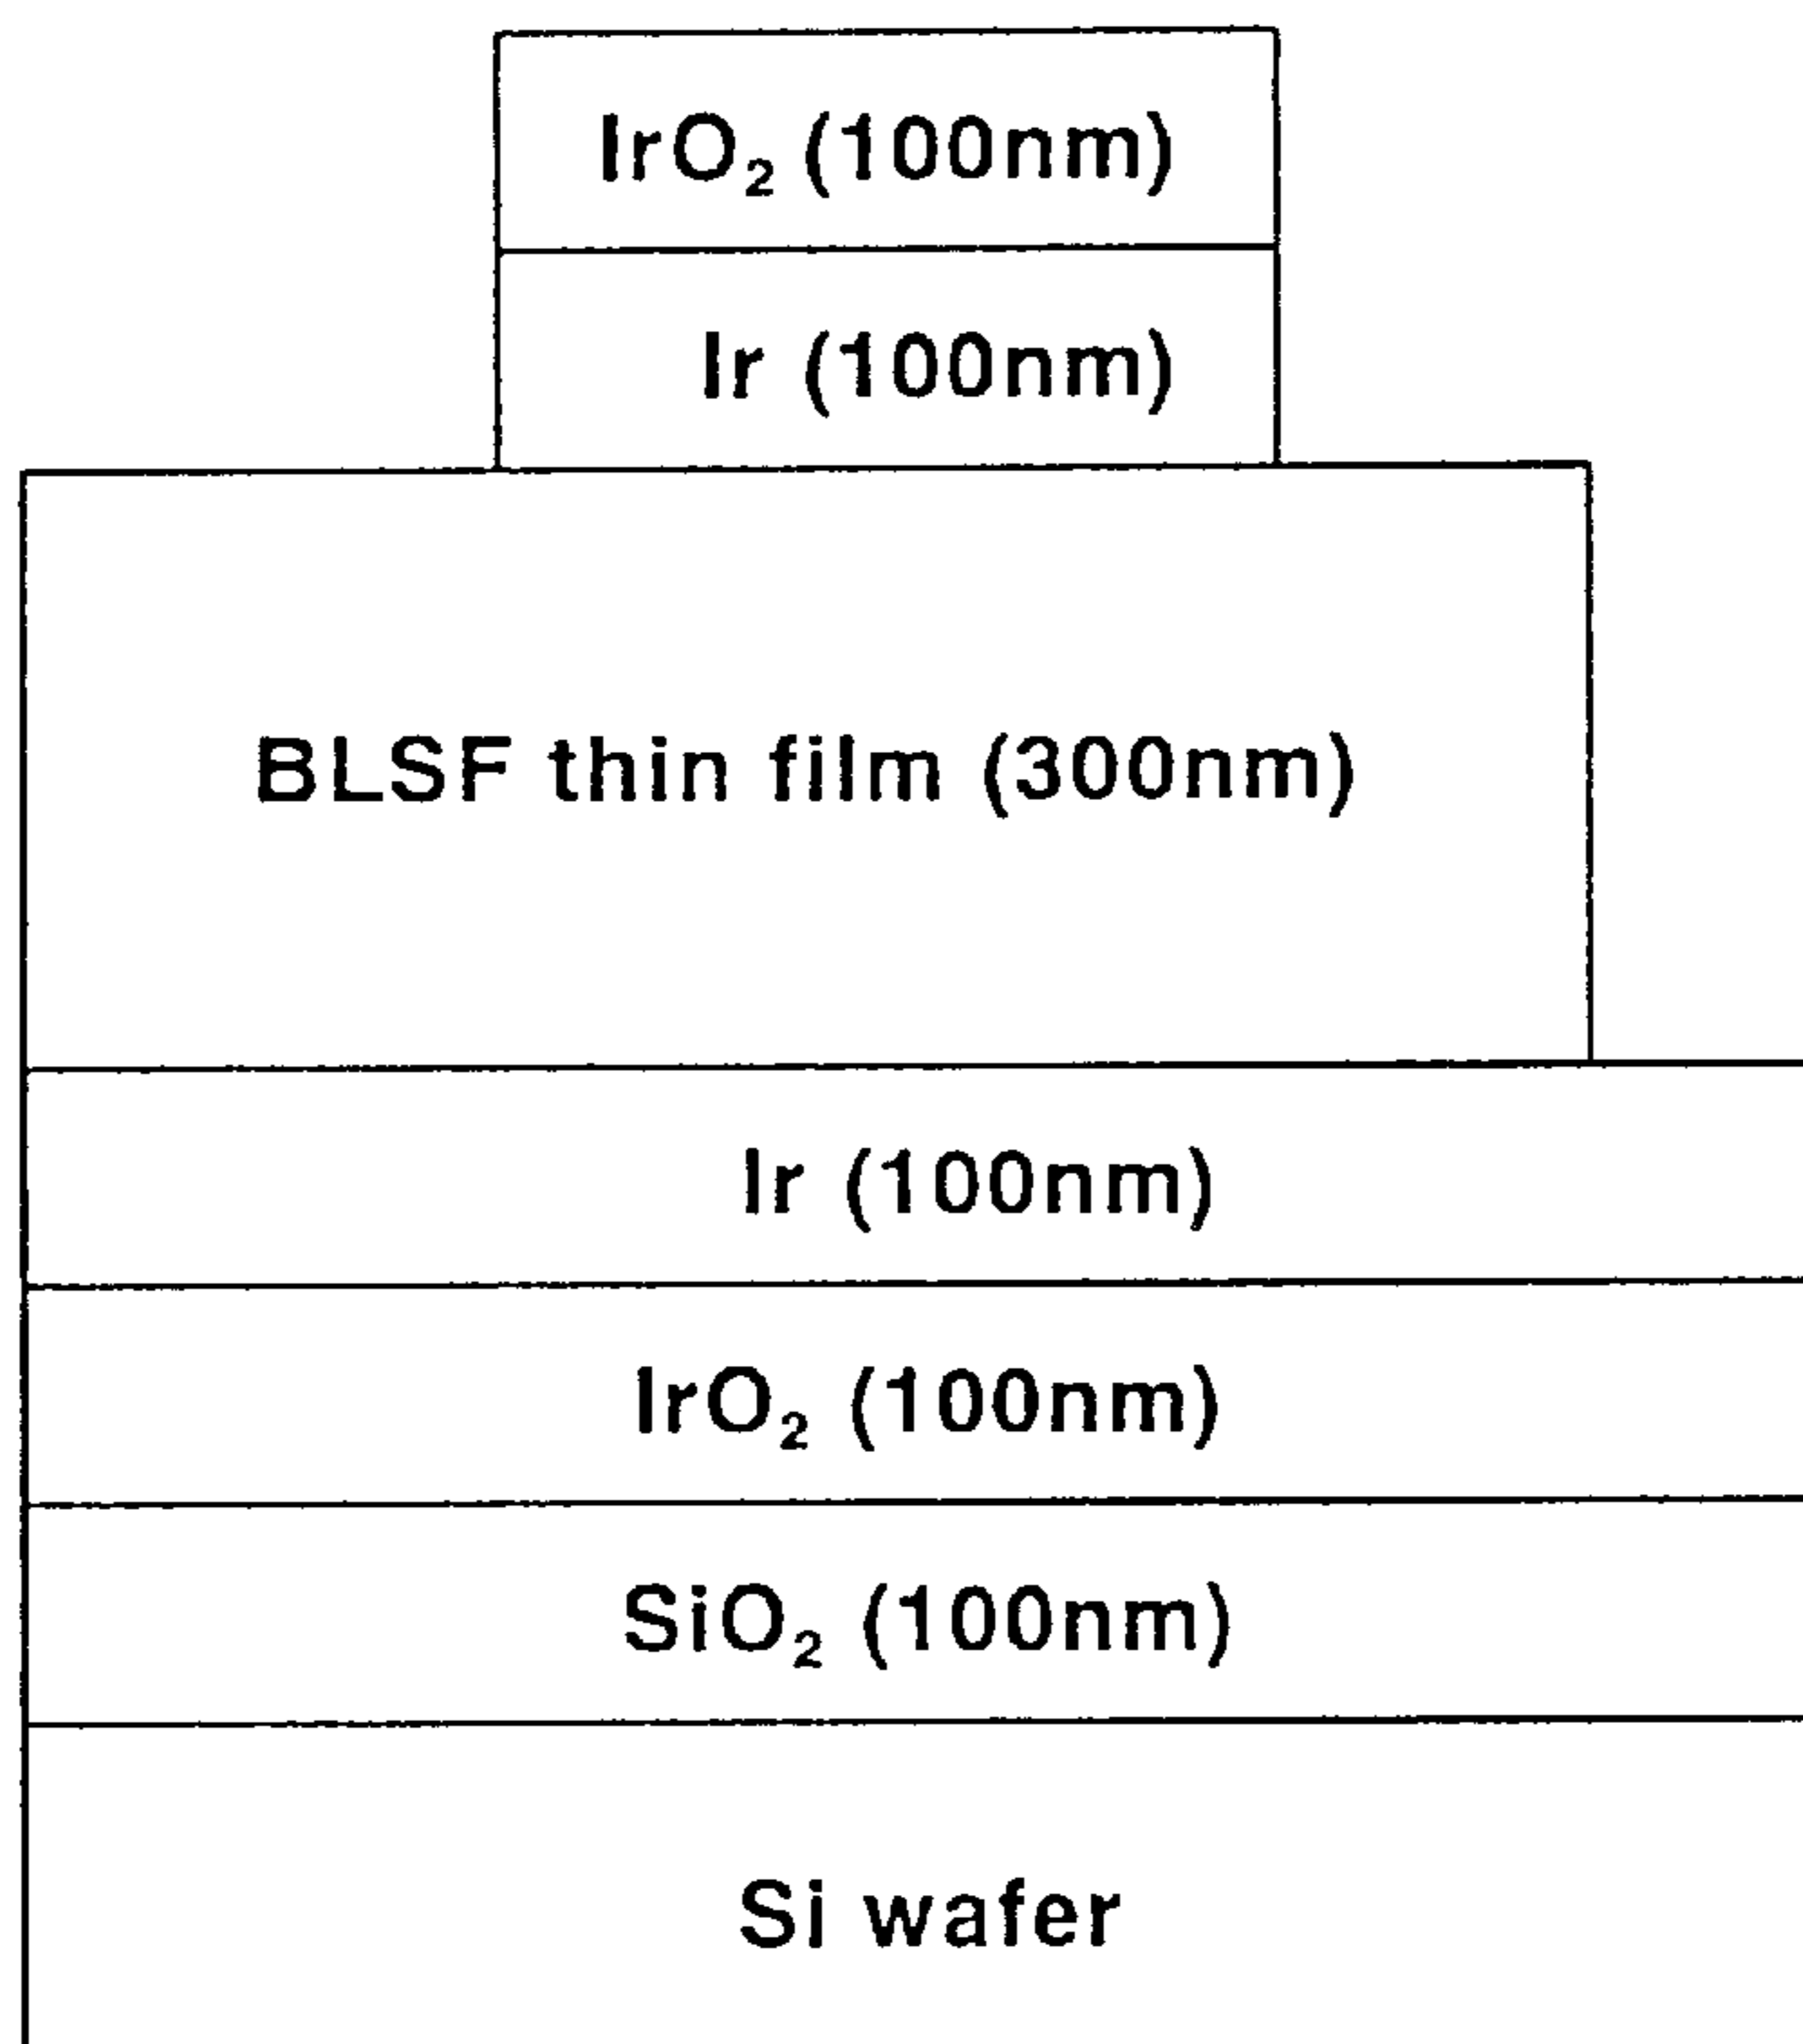 IrO₂ (100nm)
Ir (100nm)
BLSF thin film (300nm)
Ir (100nm)
IrO₂ (100nm)
SiO₂ (100nm)
Si wafer